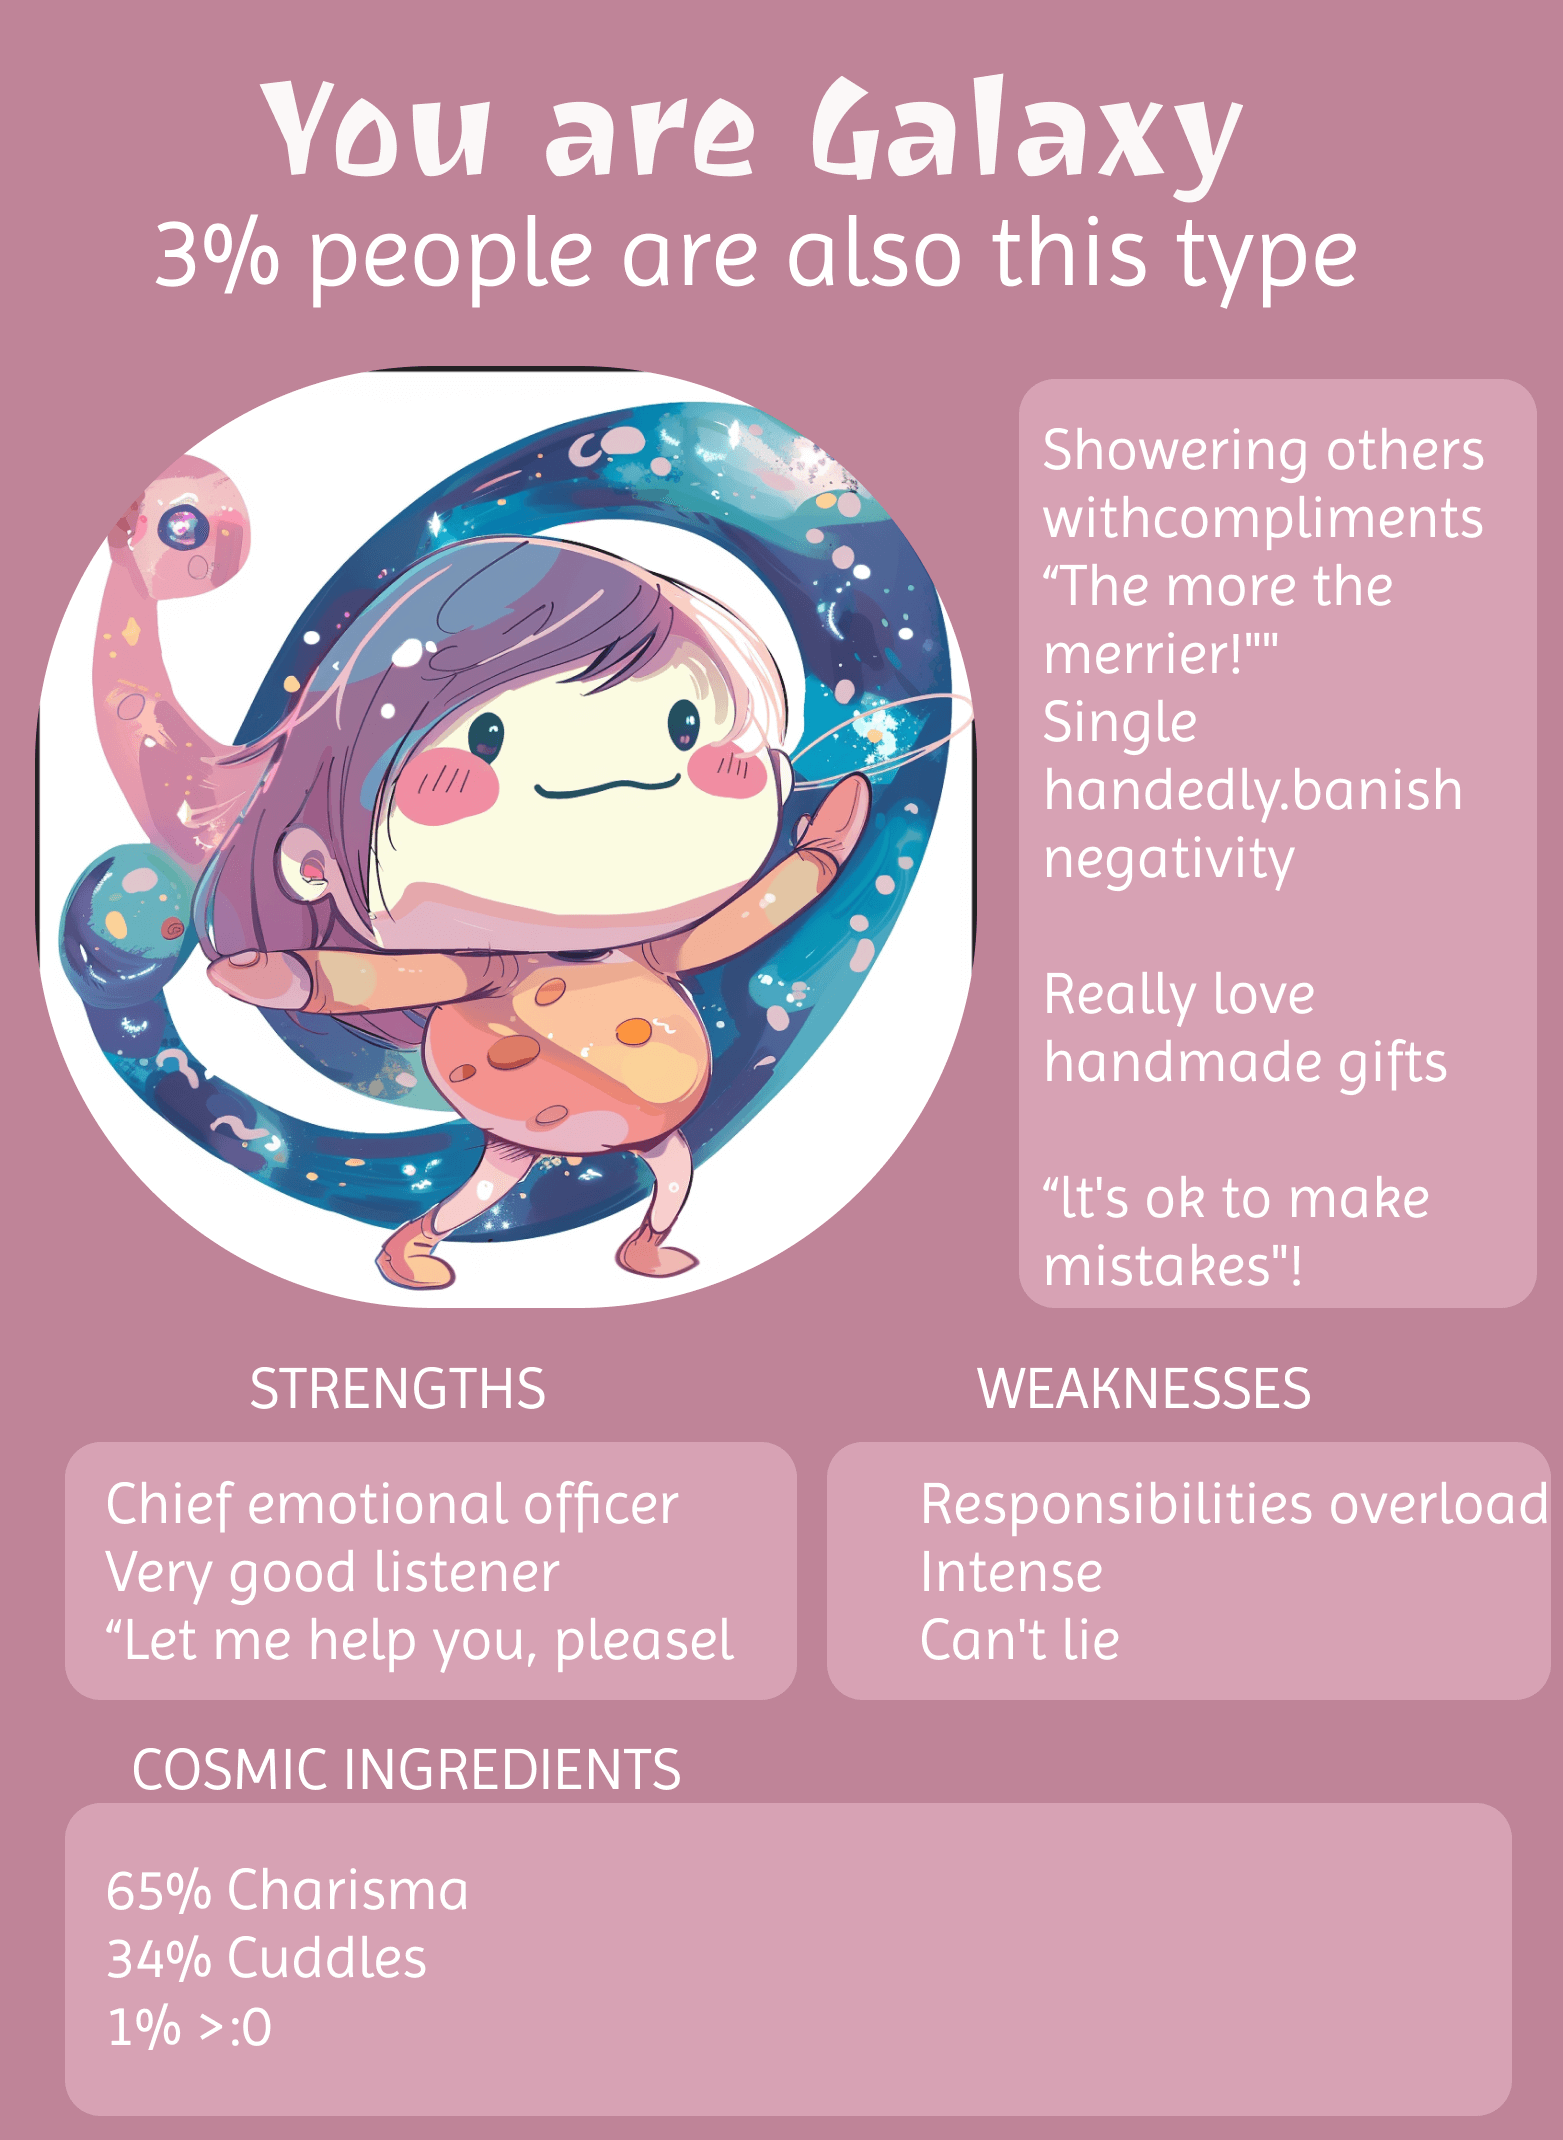 You are Galaxy
3% people are also this type
Showering others
withcompliments
“The more the
merrier!""
Single
handedly.banish
negativity
Really love
handmade gifts
“lt's ok to make
mistakes"!
STRENGTHS
Chief emotional officer
Very good listener
“Let me help you, pleasel
WEAKNESSES
Responsibilities overload
Intense
Can't lie
COSMIC INGREDIENTS
65% Charisma
34% Cuddles
1% >:0